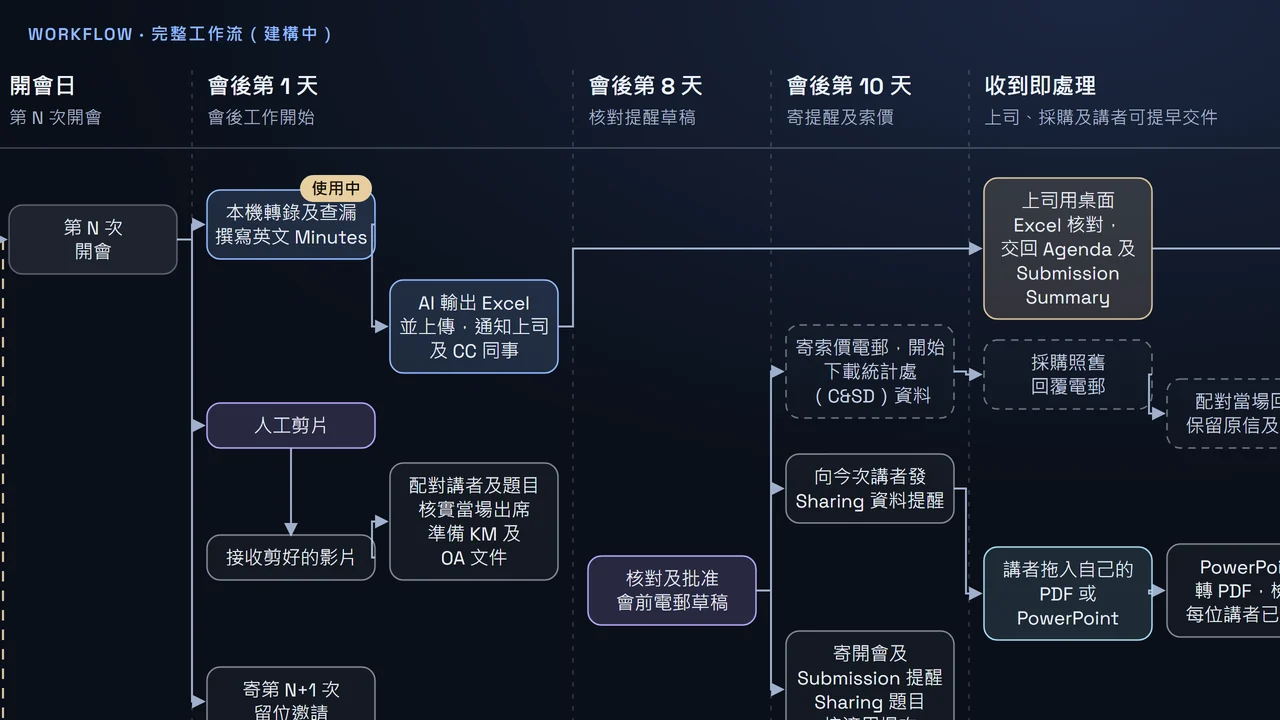 WORKFLOW · 完整工作流 ( 建構中 )
開會日
第 N 次開會
會後第 1 天
會後工作開始
會後第 8 天
核對提醒草稿
會後第 10 天
寄提醒及索價
收到即處理
上司、採購及講者可提早交件
第 N 次
開會
使用中
本機轉錄及查漏
撰寫英文 Minutes
AI 輸出 Excel
並上傳，通知上司
及 CC 同事
人工剪片
接收剪好的影片
配對講者及題目
核實當場出席
準備 KM 及
OA 文件
寄第 N+1 次
留位邀請
核對及批准
會前電郵草稿
寄索價電郵，開始
下載統計處
( C&SD ) 資料
向今次講者發
Sharing 資料提醒
寄開會及
Submission 提醒
Sharing 題目
上司用桌面
Excel 核對，
交回 Agenda 及
Submission
Summary
採購照舊
回覆電郵
配對當場回
保留原信及
講者拖入自己的
PDF 或
PowerPoint
PowerPoi
轉 PDF，檢
每位講者已